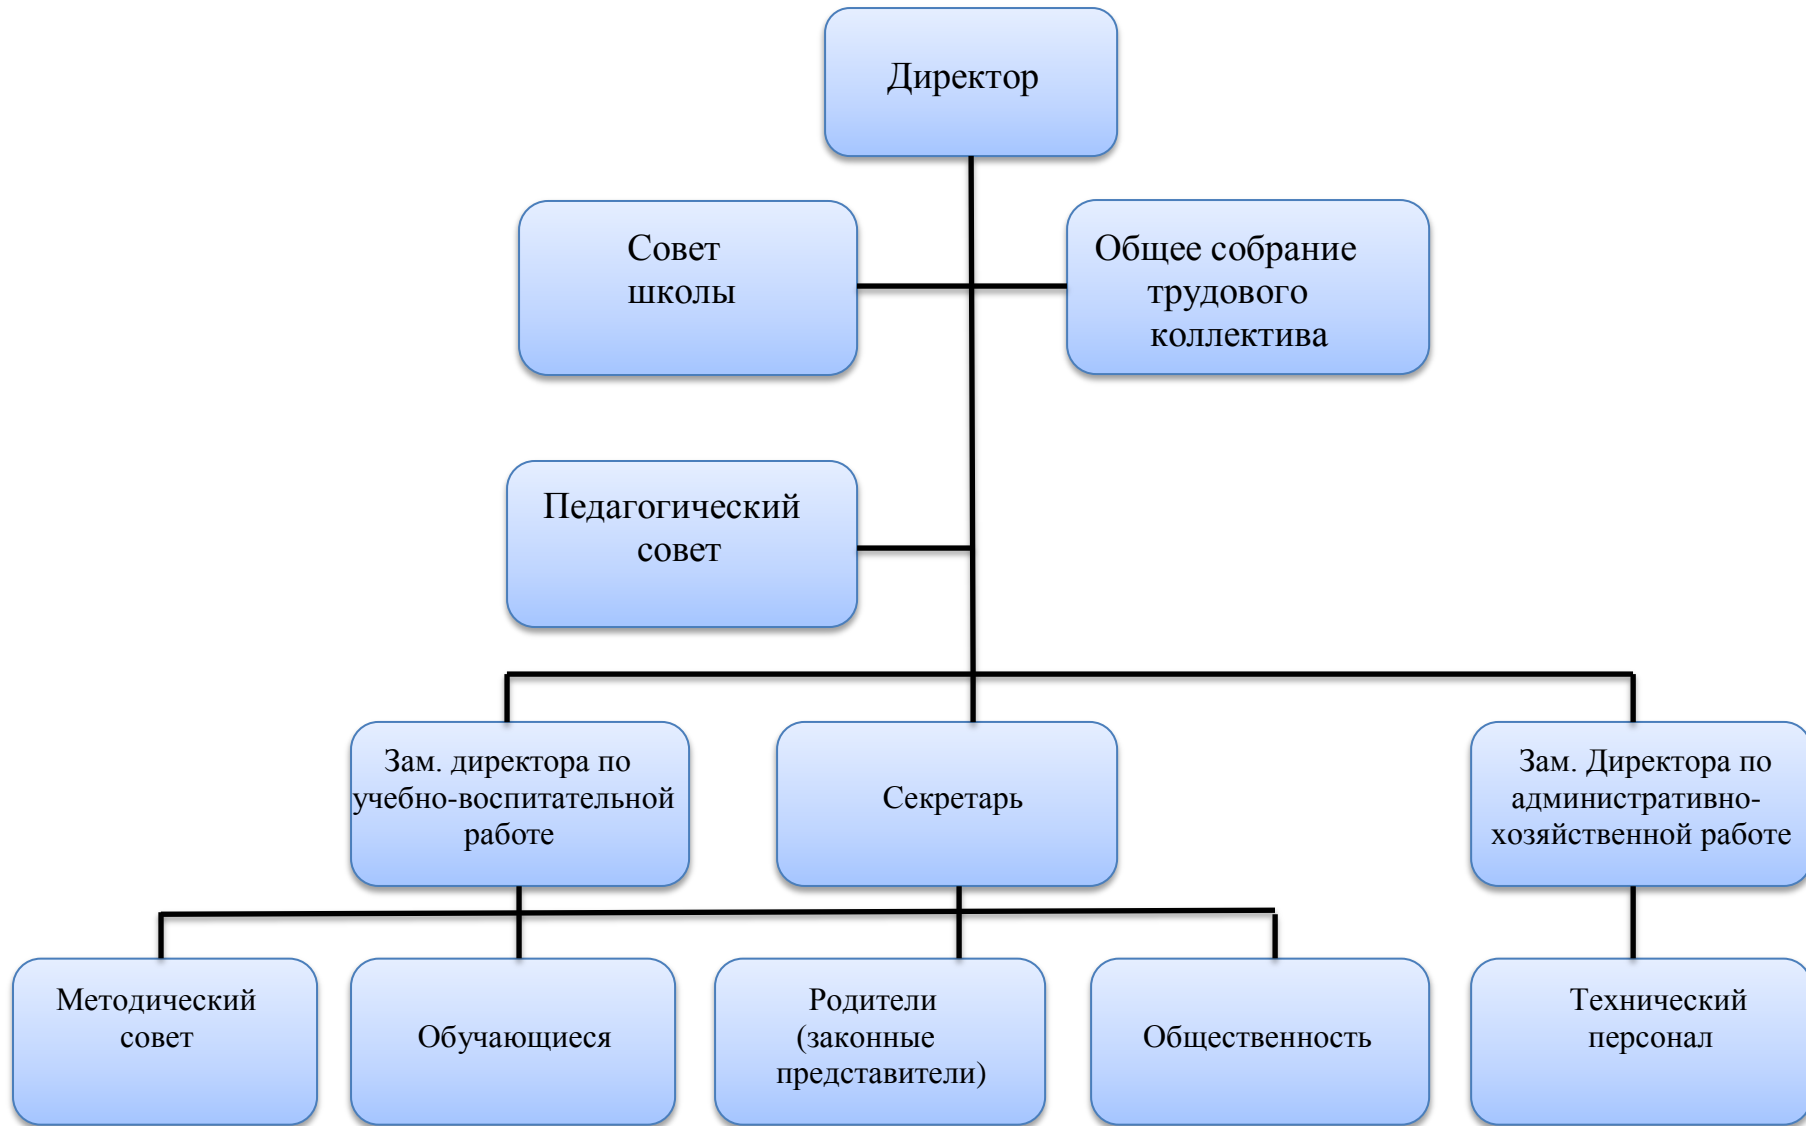 Директор
Совет
школы
Общее собрание
трудового
коллектива
Педагогический
совет
Зам. директора по
учебно-воспитательной
работе
Секретарь
Зам. Директора по
административно-
хозяйственной работе
Методический
совет
Обучающиеся
Родители
(законные
представители)
Общественность
Технический
персонал